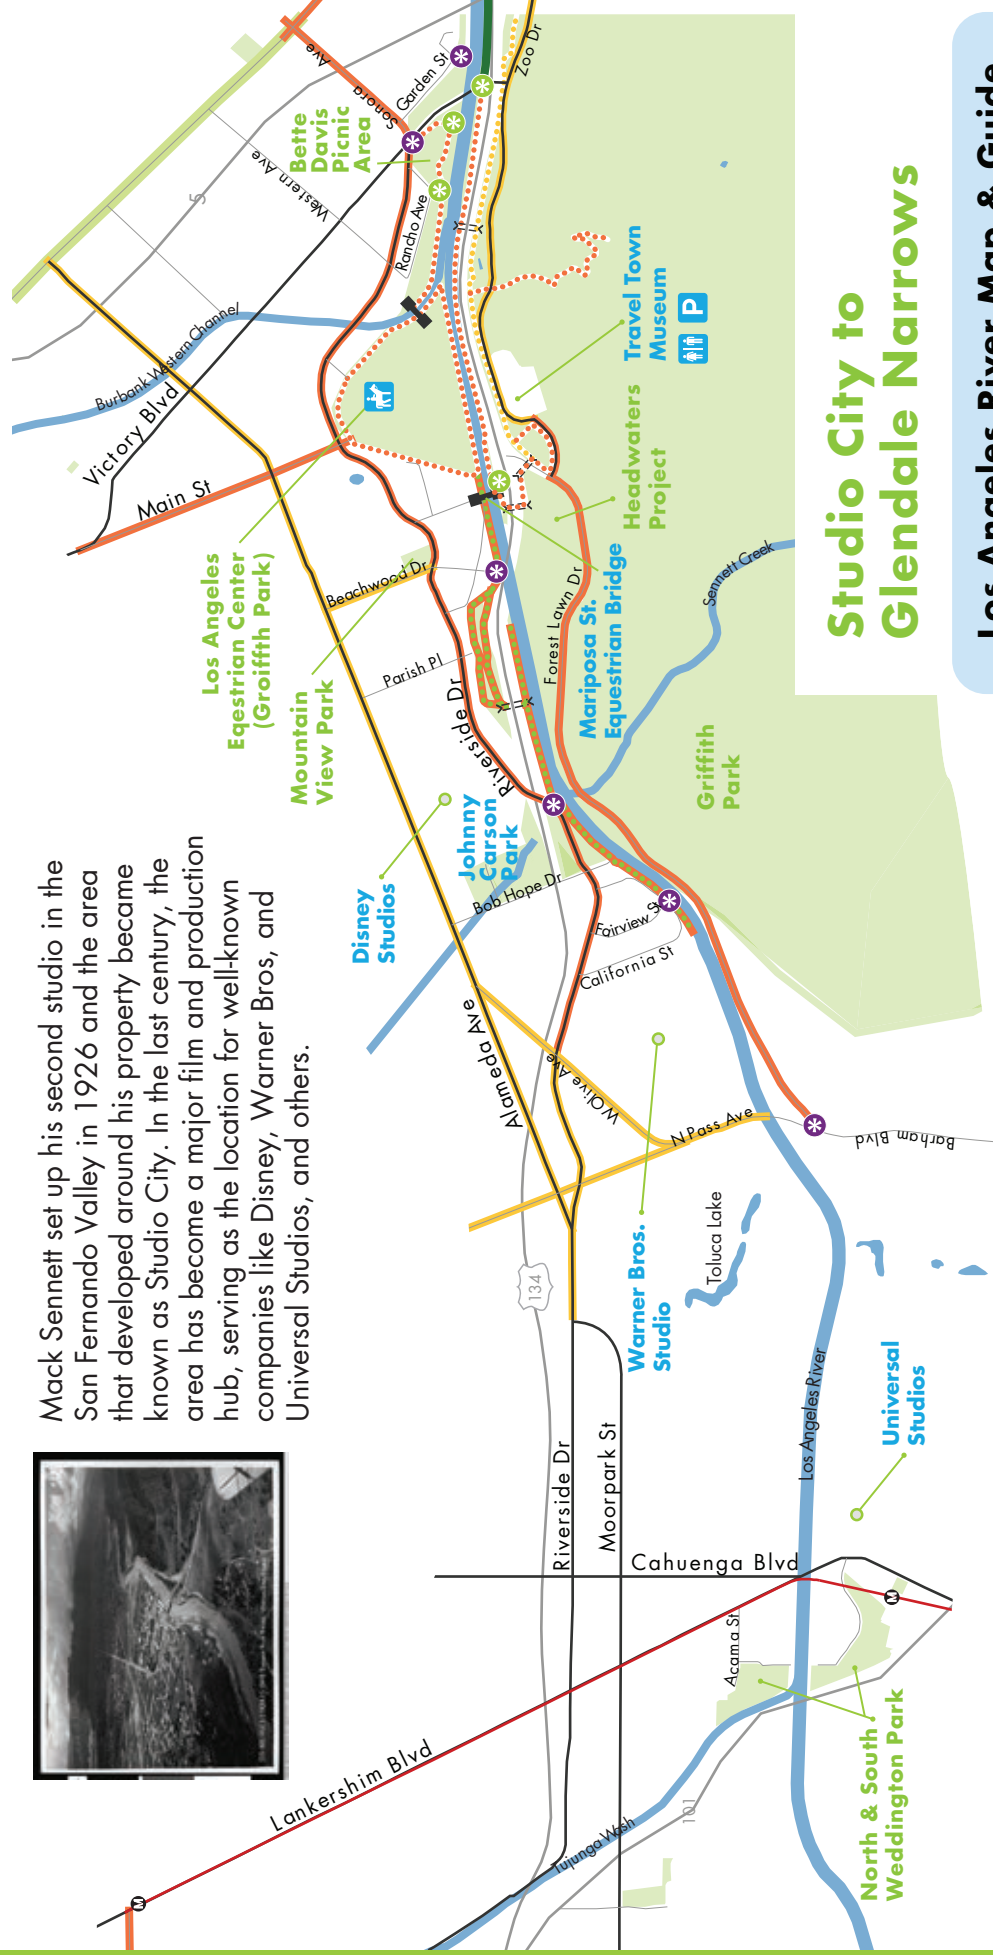 Mack Sennett set up his second studio in the
San Fernando Valley in 1926 and the area
that developed around his property became
known as Studio City. In the last century, the
area has become a major film and production
hub, serving as the location for well-known
companies like Disney, Warner Bros, and
Universal Studios, and others.
Lankershim Blvd
Riverside Dr
Moorpark St
Cahuenga Blvd
Acama St
Tujunga Wash
101
North & South
Weddington Park
M
M
Universal
Studios
Los Angeles River
Toluca Lake
Warner Bros.
Studio
134
Barham Blvd
N Pass Ave
W Olive Ave
Alameda Ave
California St
Fairview St
Bob Hope Dr
Disney
Studios
Johnny
Carson
Park
Riverside Dr
Parish Pl
Mountain
View Park
Beachwood Dr
Los Angeles
Eqestrian Center
(Groiffth Park)
Main St
Victory Blvd
Burbank Western Channel
5
Western Ave
Sonora
Ave
Garden St
Bette
Davis
Picnic
Area
Rancho Ave
Zoo Dr
Travel Town
Museum
P
Headwaters
Project
Forest Lawn Dr
Mariposa St.
Equestrian Bridge
Sennett Creek
Griffith
Park
Studio City to
Glendale Narrows
Los Angeles River Map & Guide